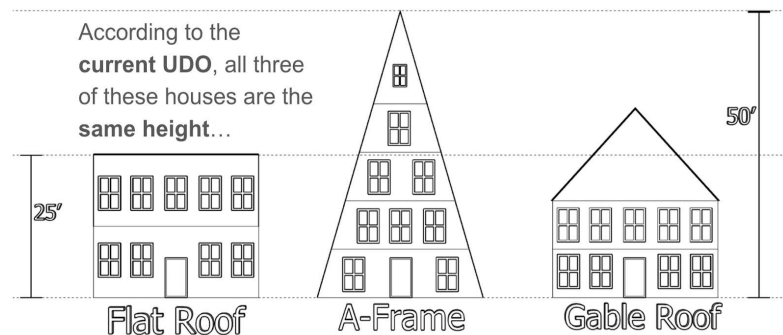 According to the
current UDO, all three
of these houses are the
same height…
50'
25'
Flat Roof
A-Frame
Gable Roof